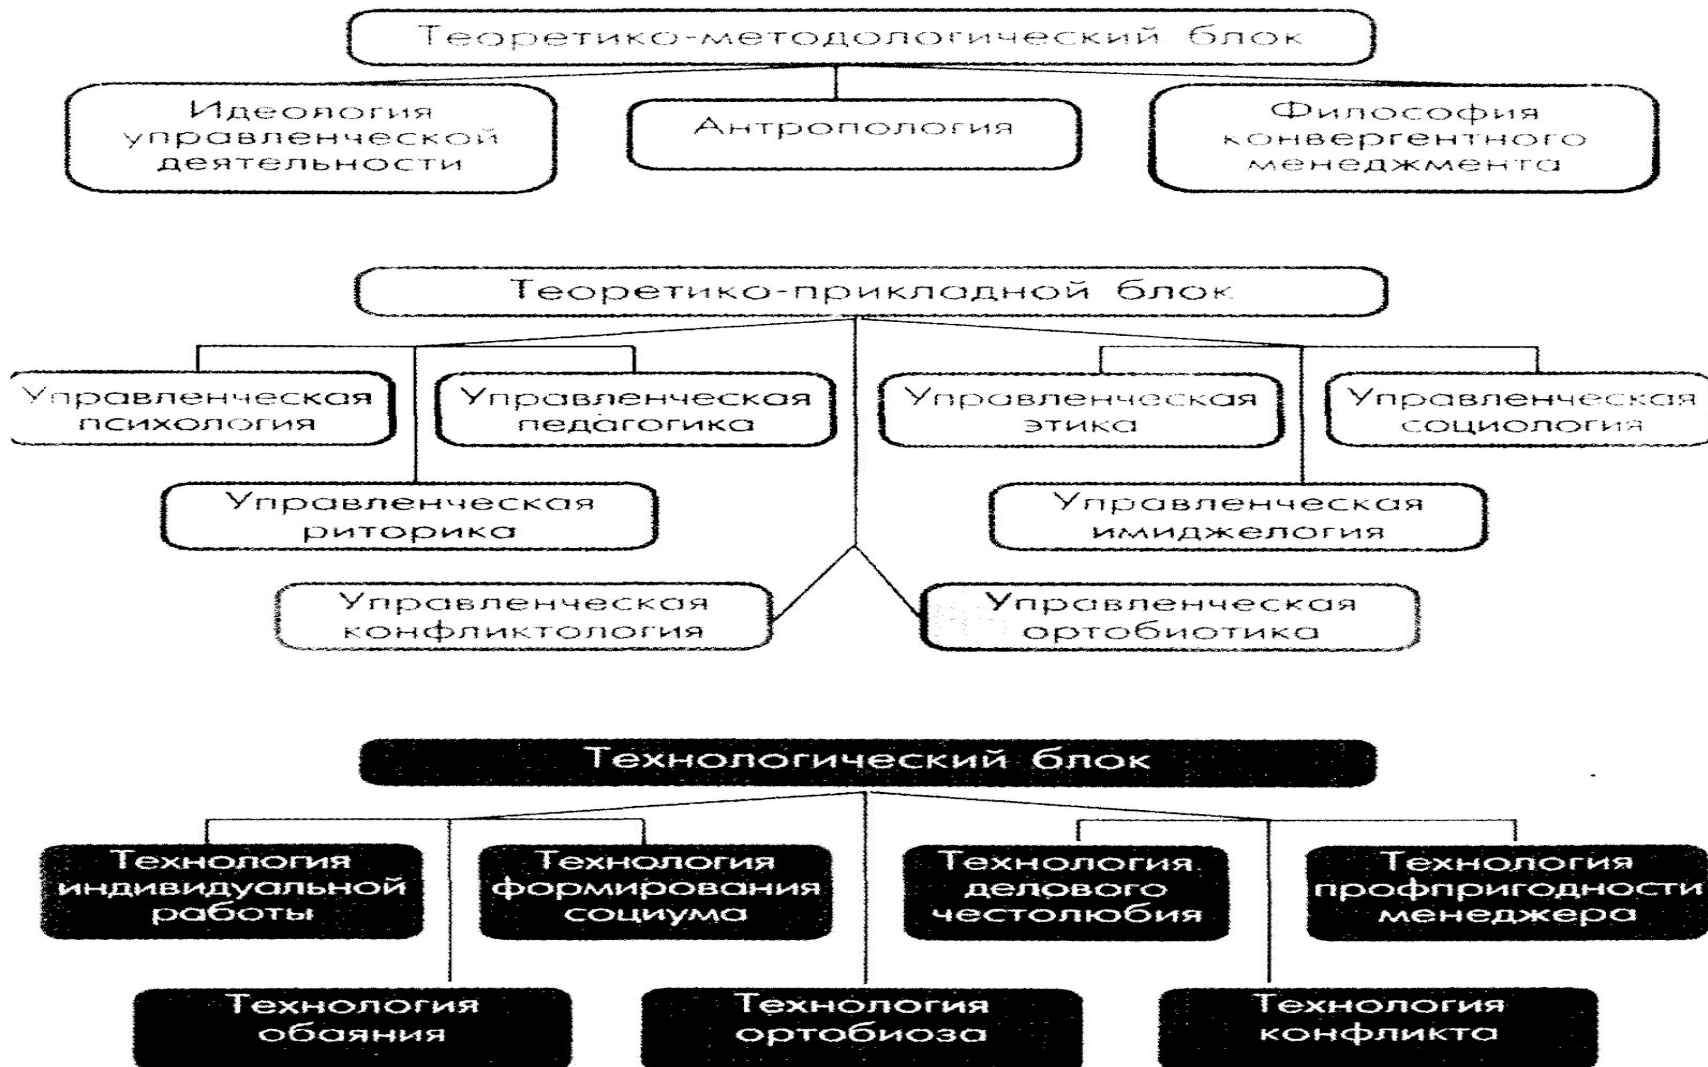 Теоретико-методологический блок
Идеология
управленческой
деятельности
Антропология
Философия
конвергентного
менеджмента
Теоретико-прикладной блок
Управленческая
психология
Управленческая
педагогика
Управленческая
этика
Управленческая
социология
Управленческая
риторика
Управленческая
имиджелогия
Управленческая
конфликтология
Управленческая
ортобиотика
Технологический блок
Технология
индивидуальной
работы
Технология
формирования
социума
Технология
делового
честолюбия
Технология
профпригодности
менеджера
Технология
обаяния
Технология
ортобиоза
Технология
конфликта